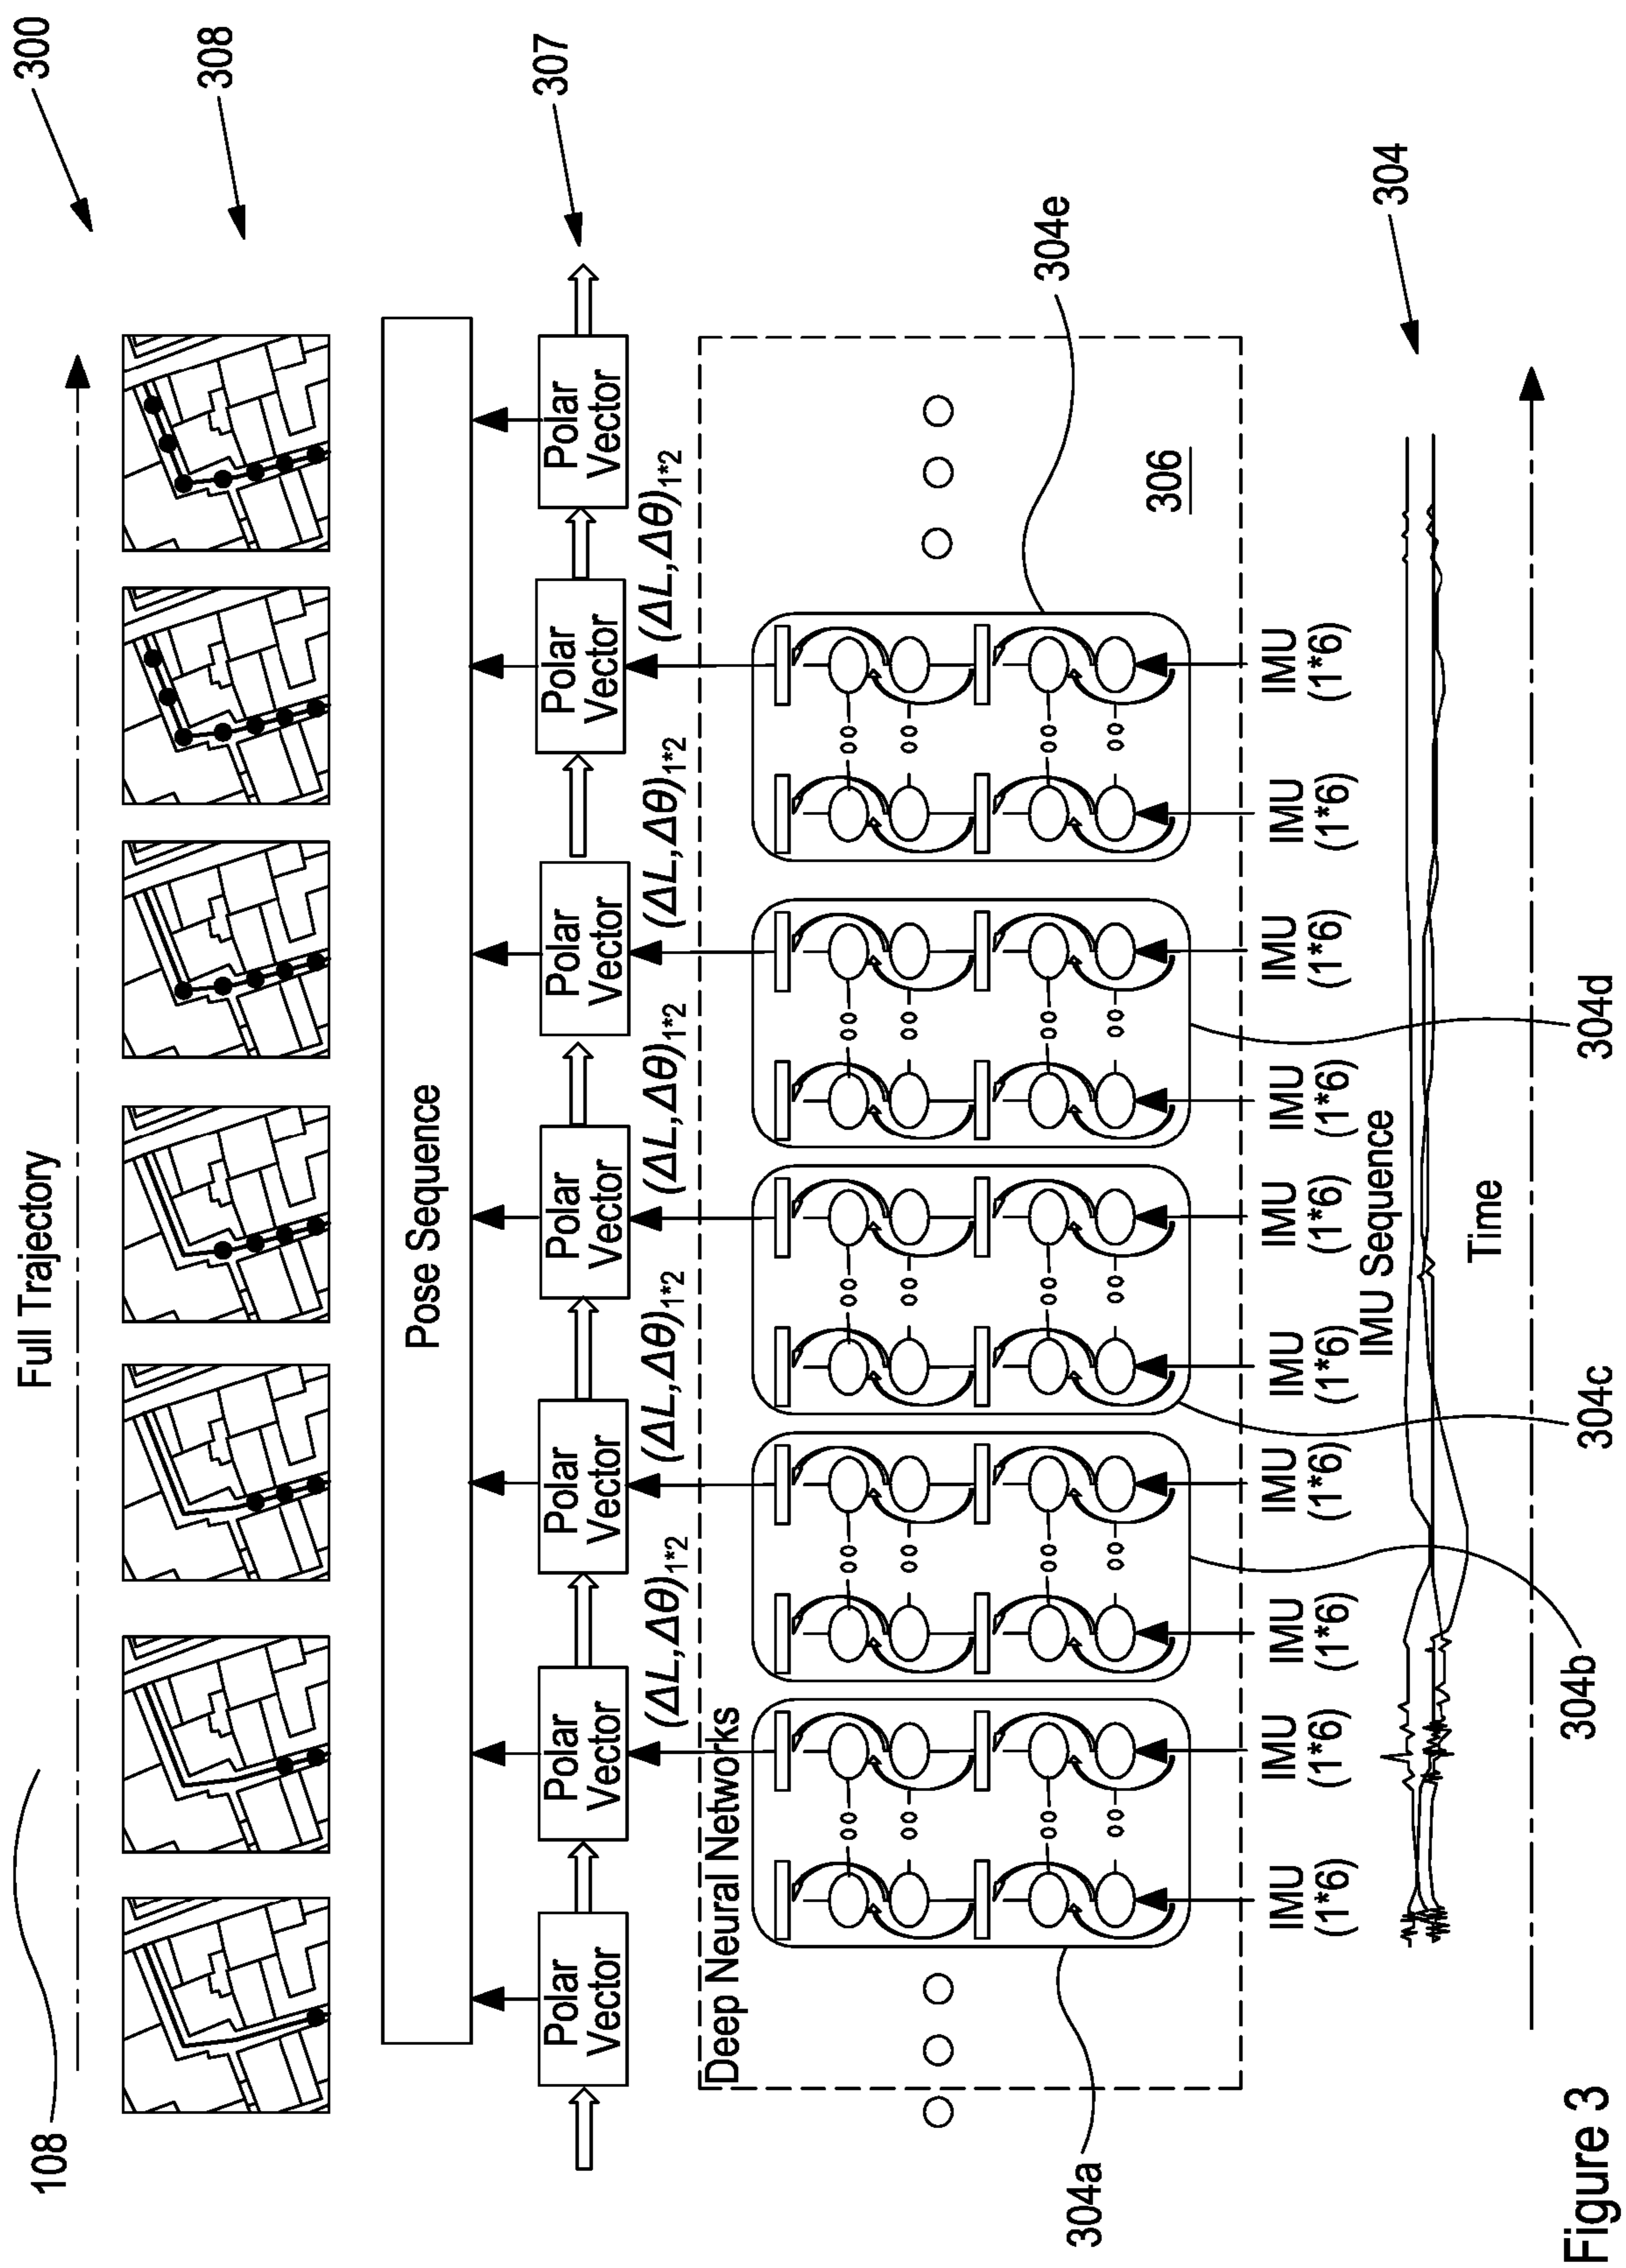 300
308
307
108
Full Trajectory
Pose Sequence
Polar
Vector
Polar
Vector
Polar
Vector
Polar
Vector
Polar
Vector
Polar
Vector
Polar
Vector
(ΔL,Δθ)1*2
(ΔL,Δθ)1*2
(ΔL,Δθ)1*2
(ΔL,Δθ)1*2
(ΔL,Δθ)1*2
Deep Neural Networks
306
304e
304a
IMU
(1*6)
IMU
(1*6)
IMU
(1*6)
IMU
(1*6)
IMU
(1*6)
IMU
(1*6)
IMU
(1*6)
IMU
(1*6)
IMU
(1*6)
IMU
(1*6)
IMU Sequence
304
Time
304b
304c
304d
Figure 3